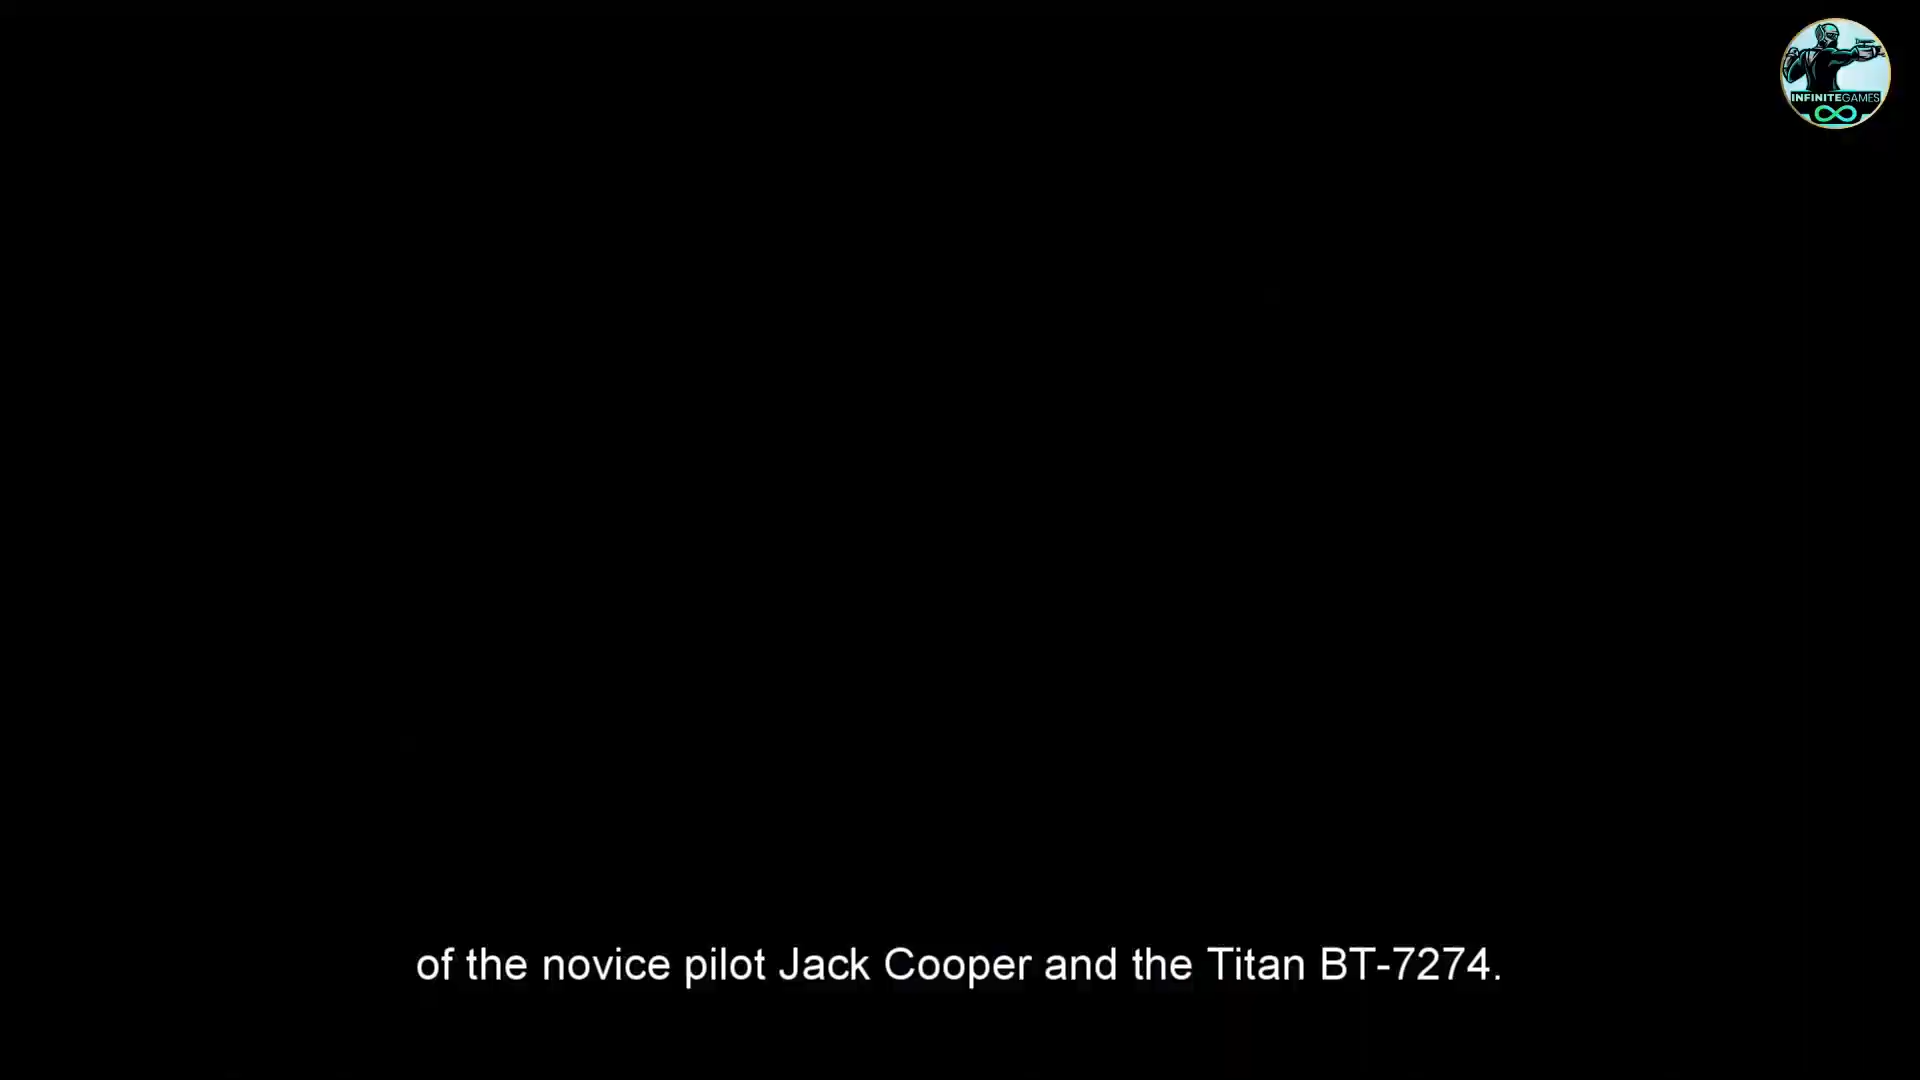 INFINITEGAMES
of the novice pilot Jack Cooper and the Titan BT-7274.